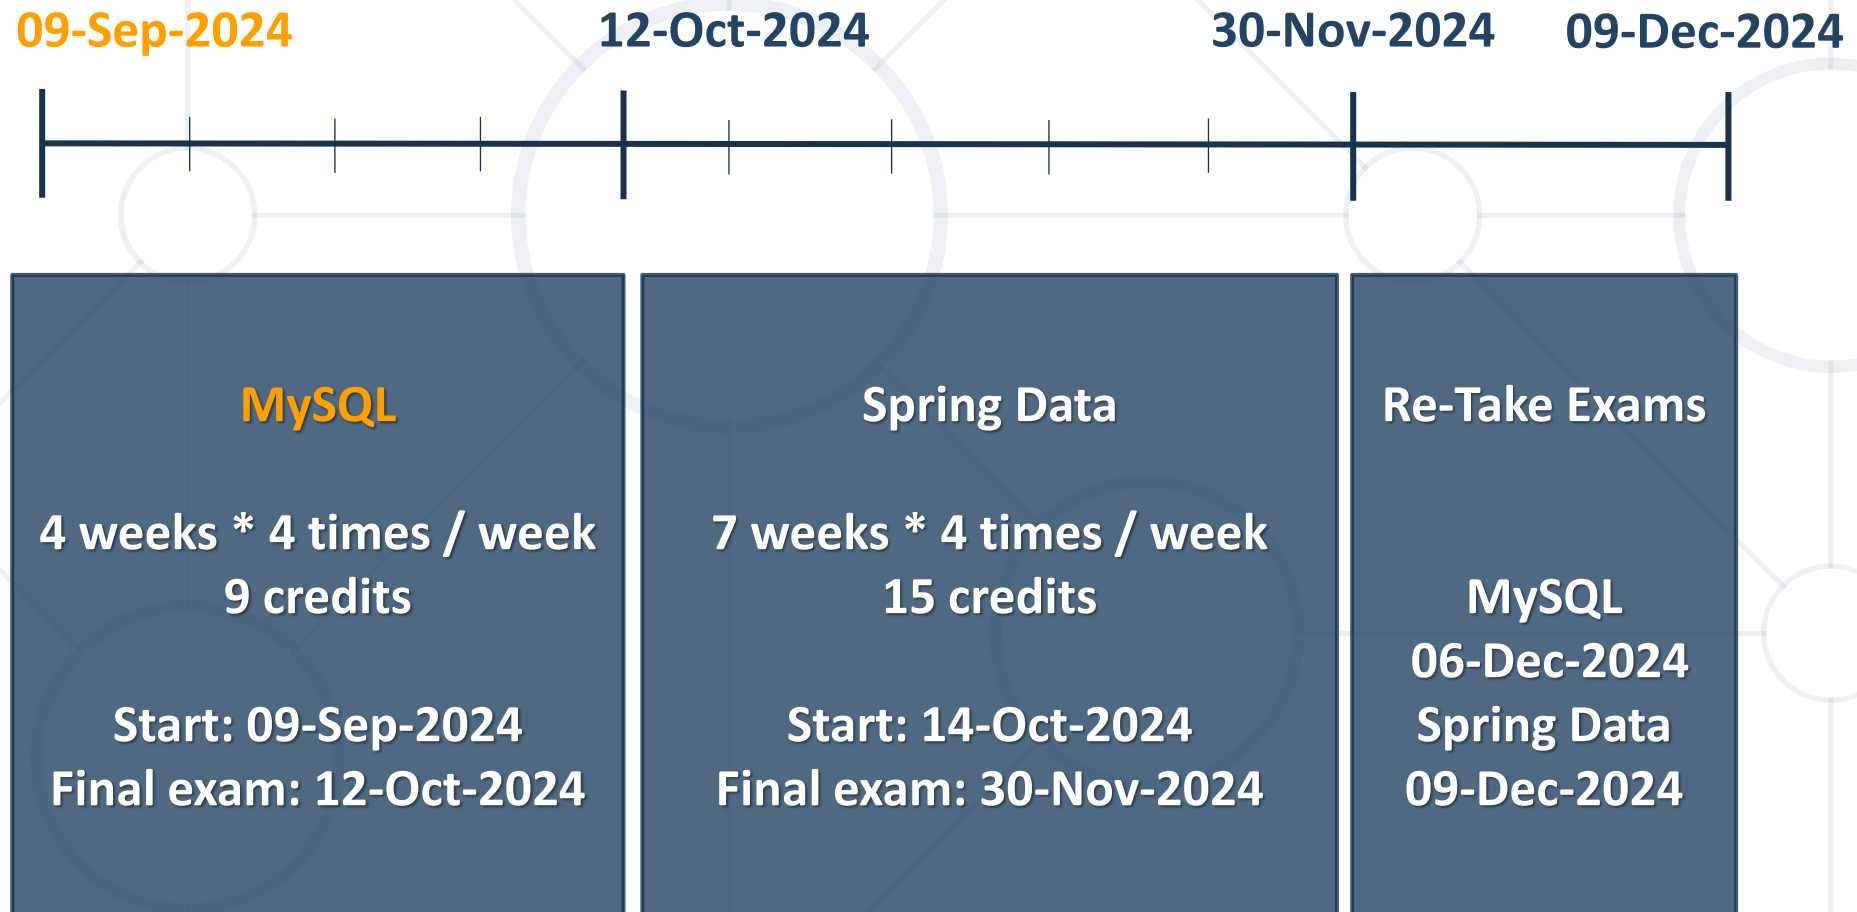 09-Sep-2024
12-Oct-2024
30-Nov-2024
09-Dec-2024
MySQL
4 weeks * 4 times / week
9 credits
Start: 09-Sep-2024
Final exam: 12-Oct-2024
Spring Data
7 weeks * 4 times / week
15 credits
Start: 14-Oct-2024
Final exam: 30-Nov-2024
Re-Take Exams
MySQL
06-Dec-2024
Spring Data
09-Dec-2024